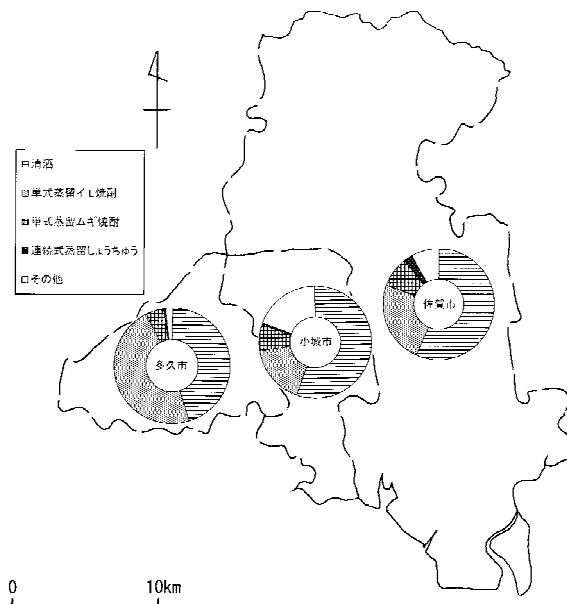 清酒
単式蒸留イモ焼酎
単式蒸留ムギ焼酎
連続式蒸留しょうちゅう
その他
佐賀市
小城市
多久市
0 10km